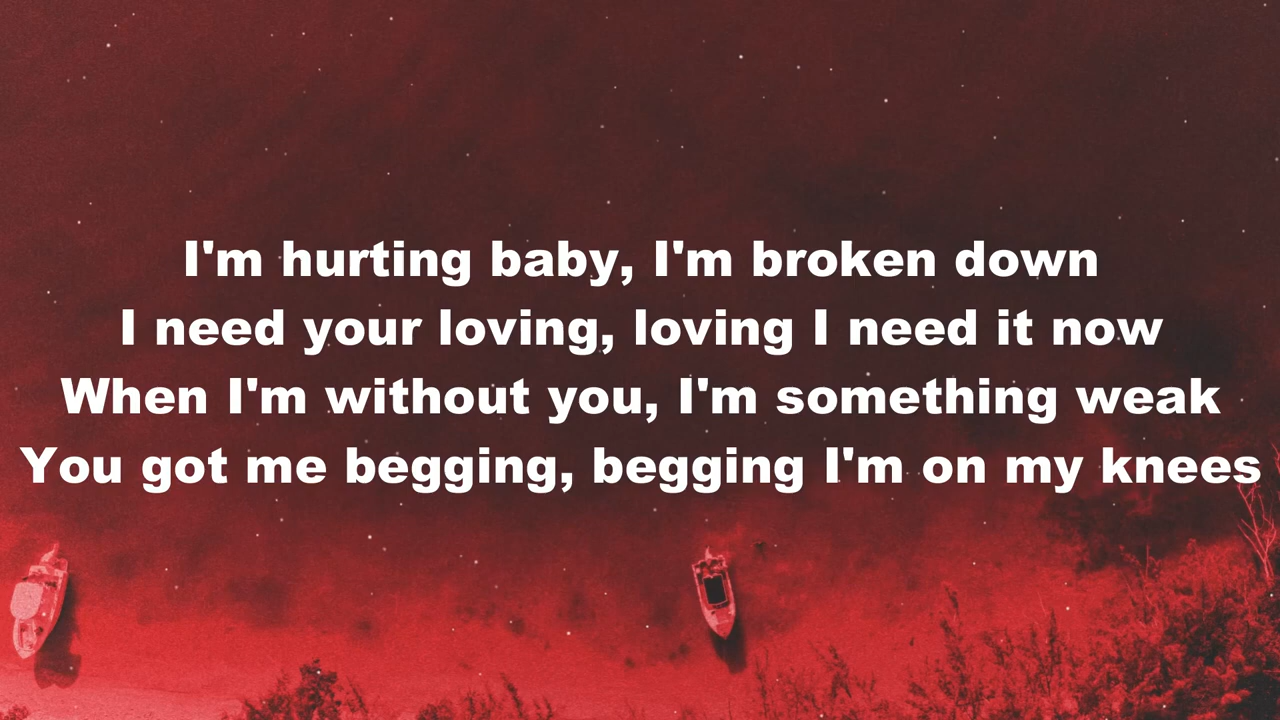 I'm hurting baby, I'm broken down
I need your loving, loving I need it now
When I'm without you, I'm something weak
You got me begging, begging I'm on my knees